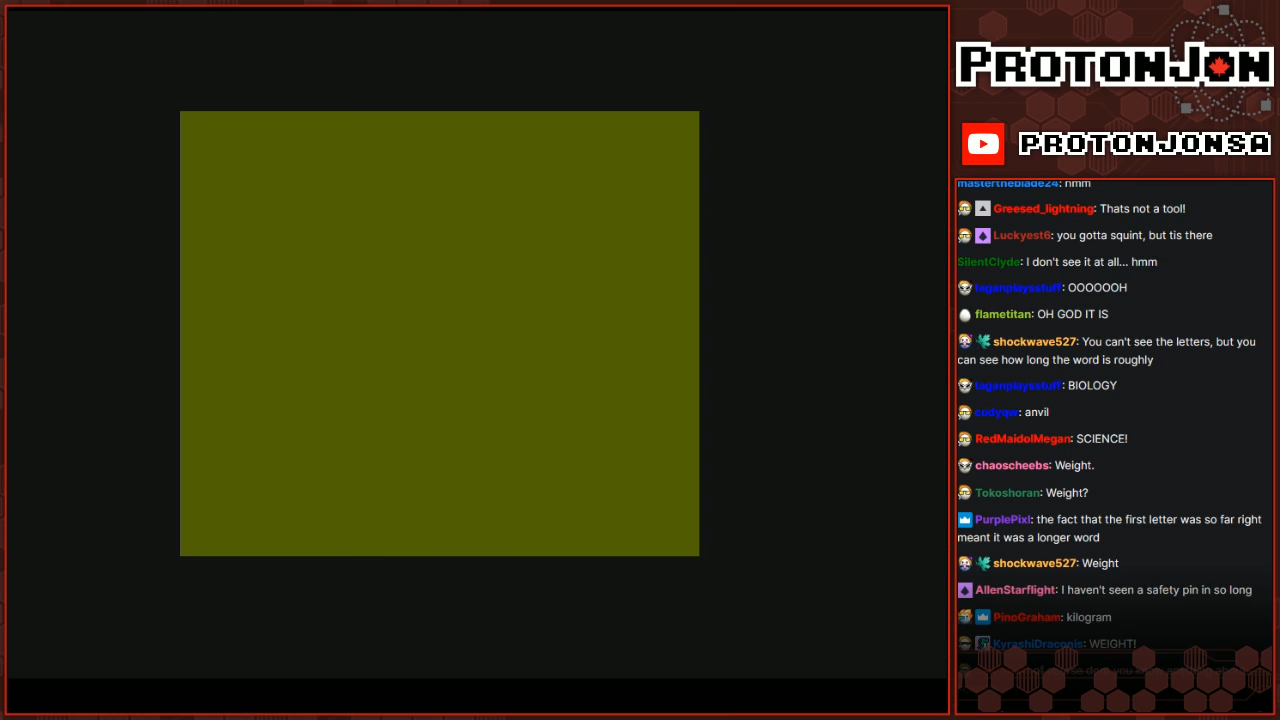 PROTONJON
PROTONJONSA
mastertheblade24: hmm
Greesed_lightning: Thats not a tool!
Luckyest6: you gotta squint, but tis there
SilentClyde: I don't see it at all... hmm
taganplaysstuff: OOOOOOH
flametitan: OH GOD IT IS
shockwave527: You can't see the letters, but you
can see how long the word is roughly
taganplaysstuff: BIOLOGY
eodyqw: anvil
RedMaidolMegan: SCIENCE!
chaoscheebs: Weight.
Tokoshoran: Weight?
PurplePixl: the fact that the first letter was so far right
meant it was a longer word
shockwave527: Weight
AllenStarflight: I haven't seen a safety pin in so long
PinoGraham: kilogram
KyrashiDraconis: WEIGHT!